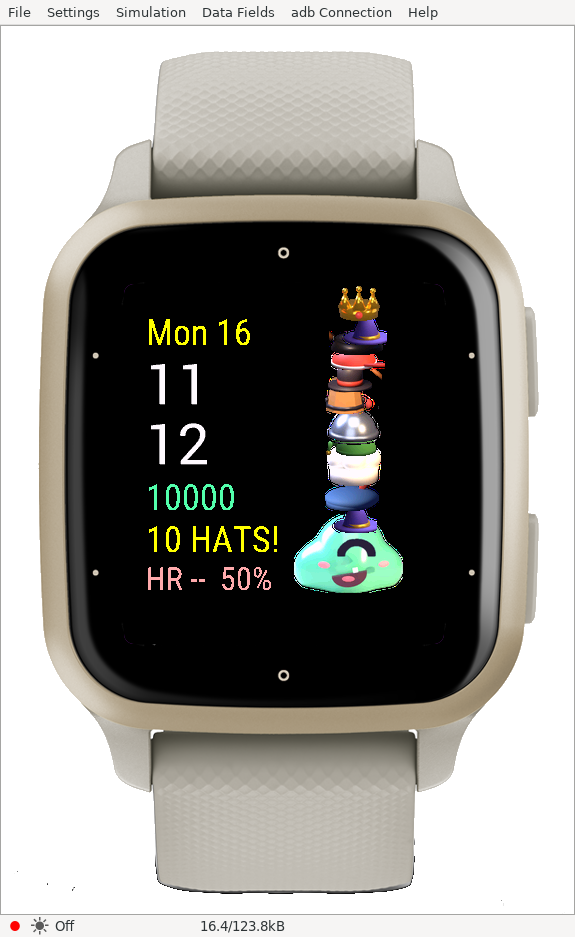 File Settings Simulation Data Fields adb Connection Help
Mon 16
11
12
10000
10 HATS!
HR -- 50%
Off 16.4/123.8kB